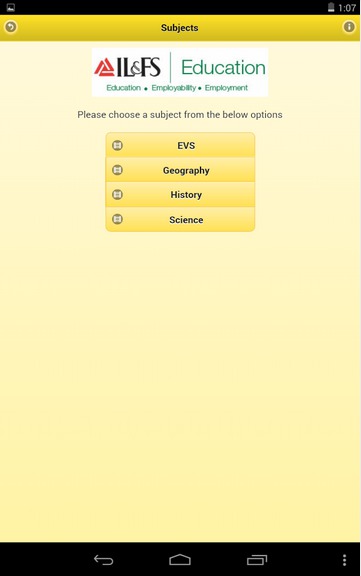 1:07
Subjects
IL&FS Education
Education • Employability • Employment
Please choose a subject from the below options
EVS
Geography
History
Science